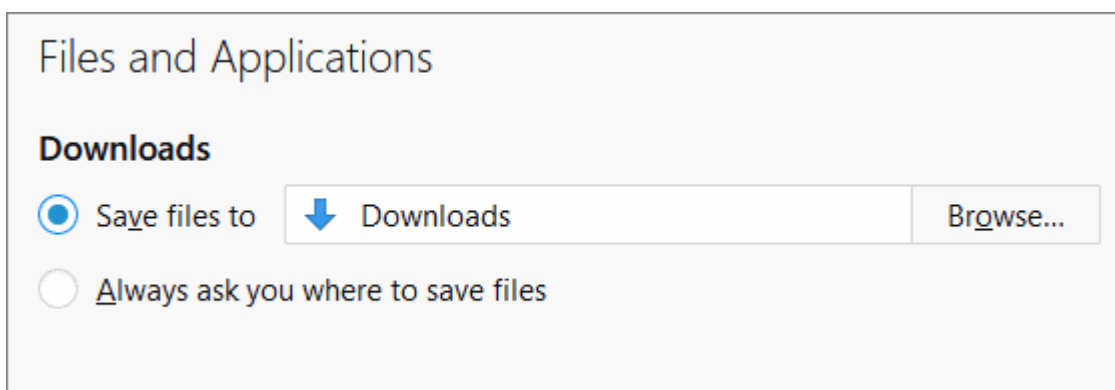 Files and Applications
Downloads
Save files to Downloads Browse...
Always ask you where to save files